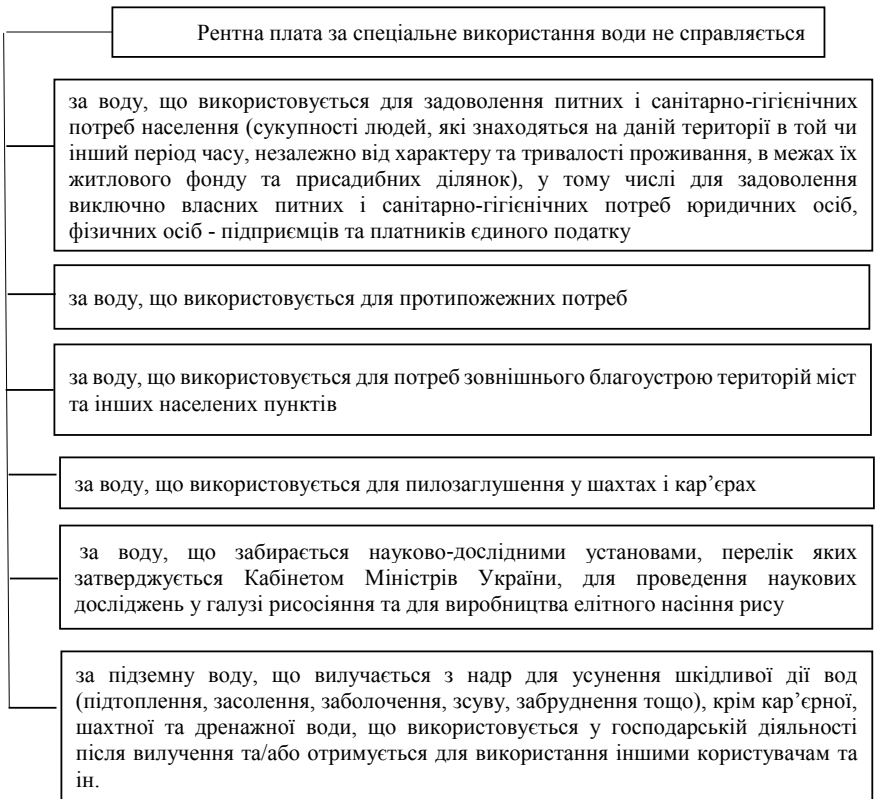 Рентна плата за спеціальне використання води не справляється
за воду, що використовується для задоволення питних і санітарно-гігієнічних
потреб населення (сукупності людей, які знаходяться на даній території в той чи
інший період часу, незалежно від характеру та тривалості проживання, в межах їх
житлового фонду та присадибних ділянок), у тому числі для задоволення
виключно власних питних і санітарно-гігієнічних потреб юридичних осіб,
фізичних осіб - підприємців та платників єдиного податку
за воду, що використовується для протипожежних потреб
за воду, що використовується для потреб зовнішнього благоустрою територій міст
та інших населених пунктів
за воду, що використовується для пилозаглушення у шахтах і кар’єрах
за воду, що забирається науково-дослідними установами, перелік яких
затверджується Кабінетом Міністрів України, для проведення наукових
досліджень у галузі рисосіяння та для виробництва елітного насіння рису
за підземну воду, що вилучається з надр для усунення шкідливої дії вод
(підтоплення, засолення, заболочення, зсуву, забруднення тощо), крім кар’єрної,
шахтної та дренажної води, що використовується у господарській діяльності
після вилучення та/або отримується для використання іншими користувачам та
ін.